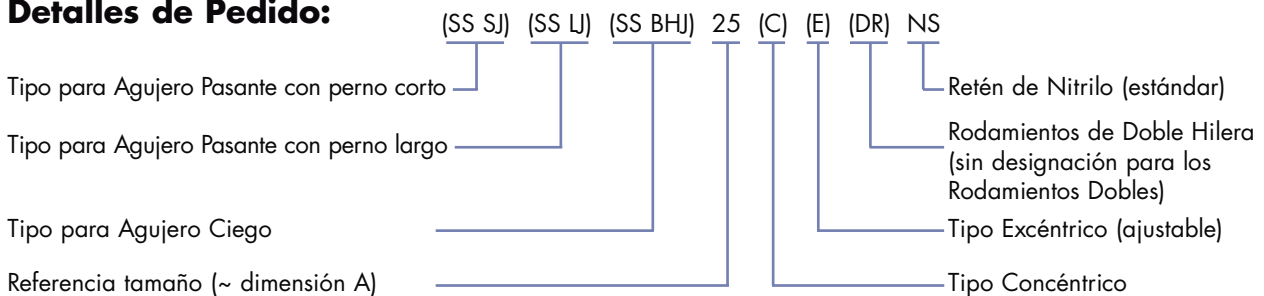 Detalles de Pedido:
(SS SJ) (SS LJ) (SS BHJ) 25 (C) (E) (DR) NS
Tipo para Agujero Pasante con perno corto
Retén de Nitrilo (estándar)
Tipo para Agujero Pasante con perno largo
Rodamientos de Doble Hilera
(sin designación para los
Rodamientos Dobles)
Tipo para Agujero Ciego
Tipo Excéntrico (ajustable)
Referencia tamaño (~ dimensión A)
Tipo Concéntrico